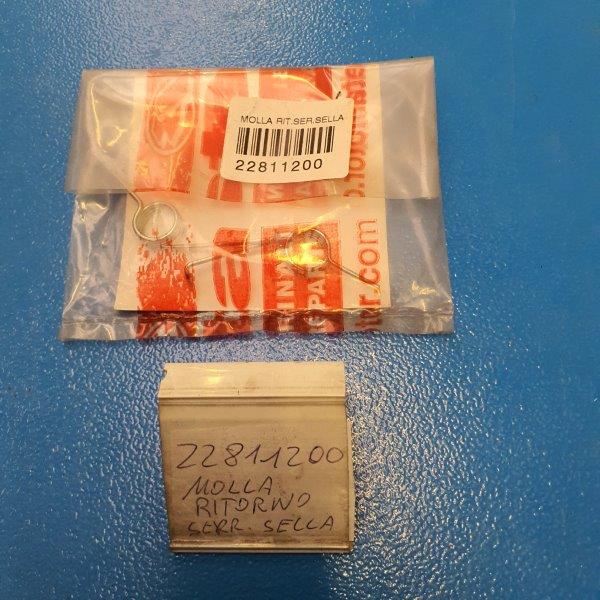 MOLLA RIT.SER.SELLA
22811200
.com
22811200
MOLLA
RITORNO
SERR. SELLA